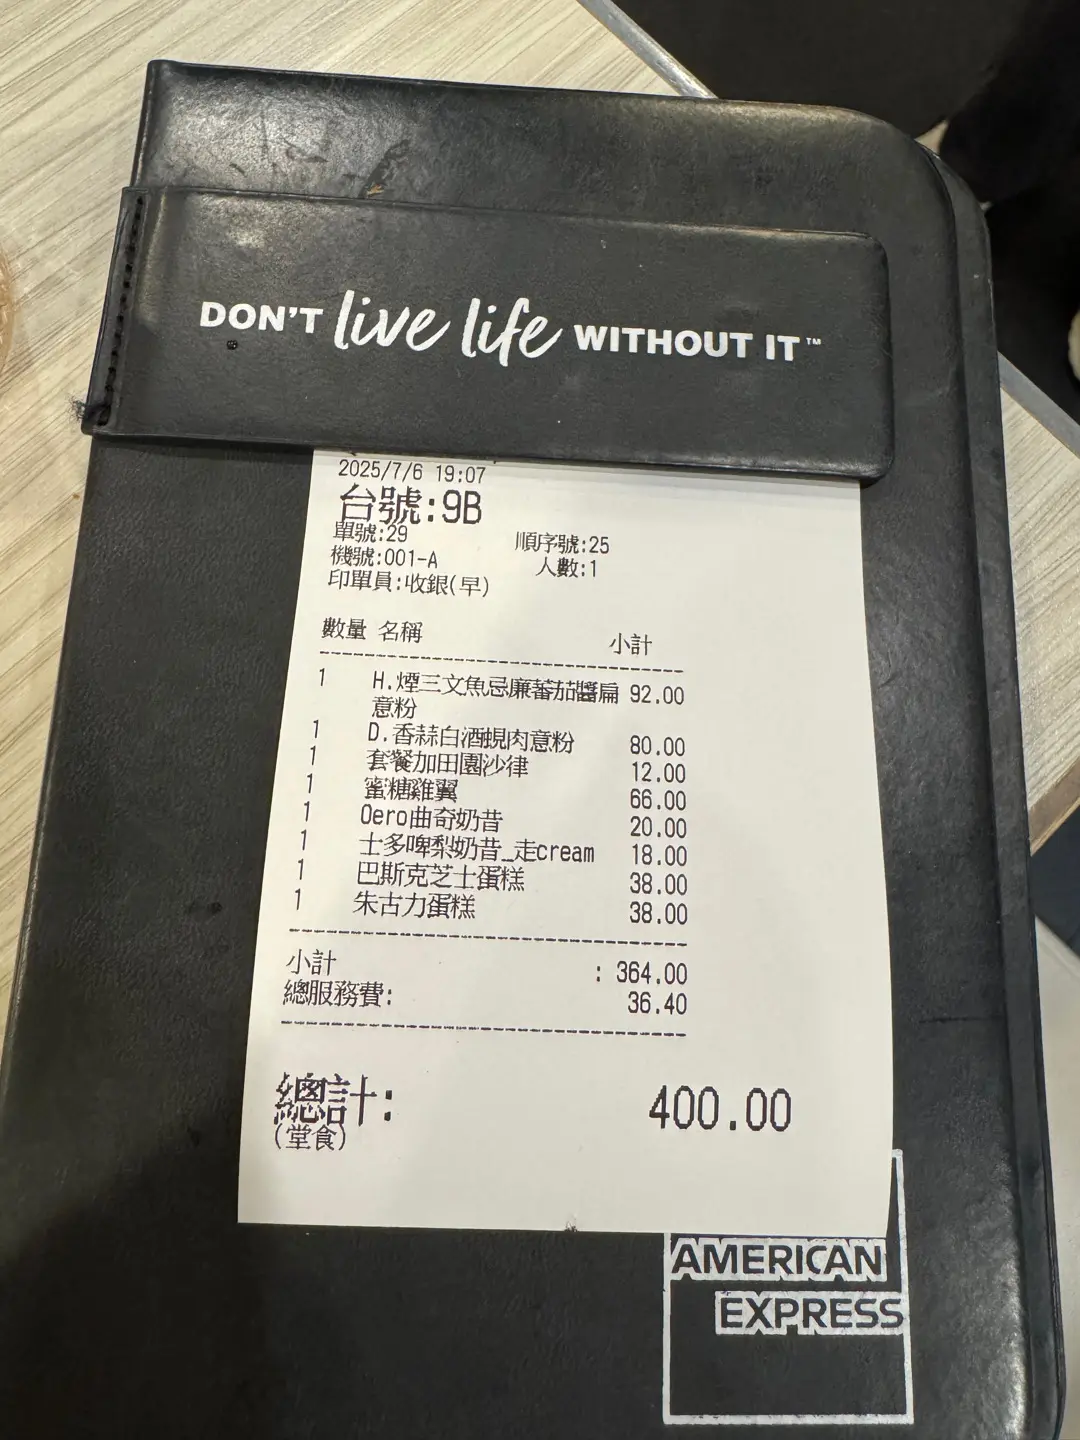 DON'T live life WITHOUT IT™
2025/7/6 19:07
台號:9B
單號:29 順序號:25
機號:001-A 人數:1
印單員:收銀(早)
數量 名稱 小計
1 H.煙三文魚忌廉蕃茄醬扁 92.00
意粉
1 D.香蒜白酒蜆肉意粉 80.00
1 套餐加田園沙律 12.00
1 蜜糖雞翼 66.00
1 Oero曲奇奶昔 20.00
1 士多啤梨奶昔_走cream 18.00
1 巴斯克芝士蛋糕 38.00
1 朱古力蛋糕 38.00
小計 : 364.00
總服務費: 36.40
總計: 400.00
(堂食)
AMERICAN
EXPRESS